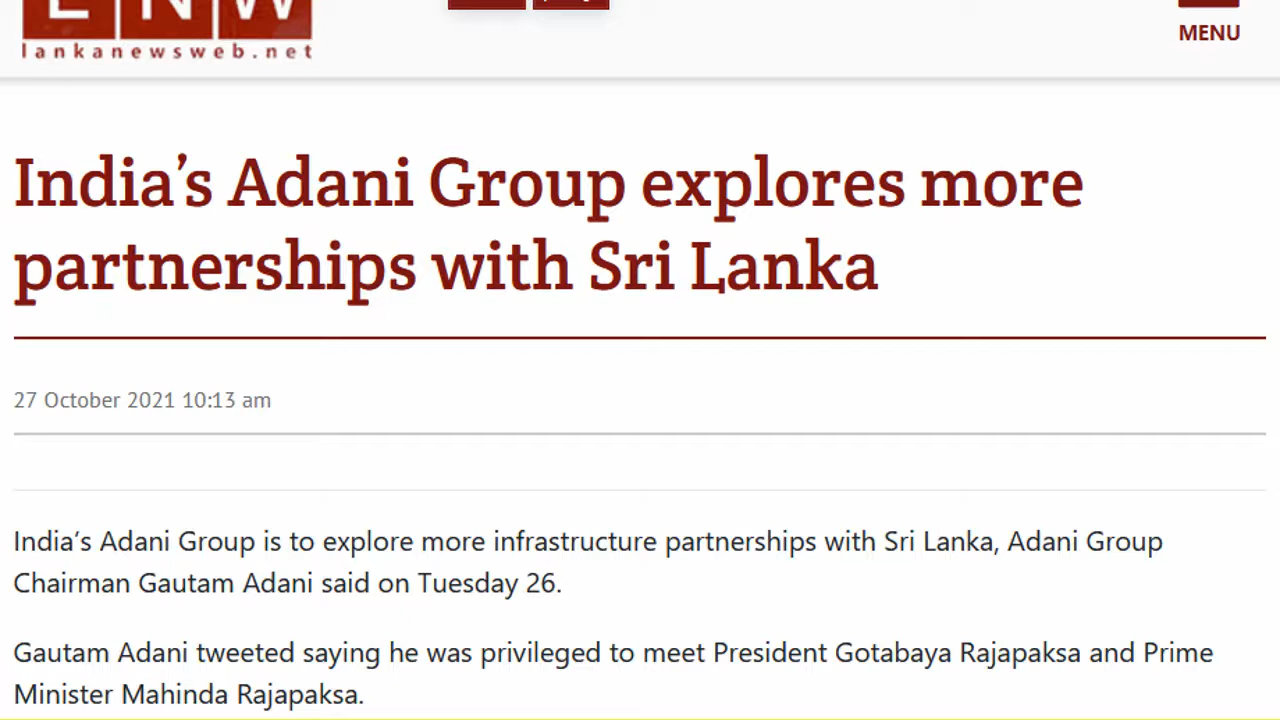 LNW
lankanewsweb.net
MENU
India’s Adani Group explores more
partnerships with Sri Lanka
27 October 2021 10:13 am
India’s Adani Group is to explore more infrastructure partnerships with Sri Lanka, Adani Group
Chairman Gautam Adani said on Tuesday 26.
Gautam Adani tweeted saying he was privileged to meet President Gotabaya Rajapaksa and Prime
Minister Mahinda Rajapaksa.